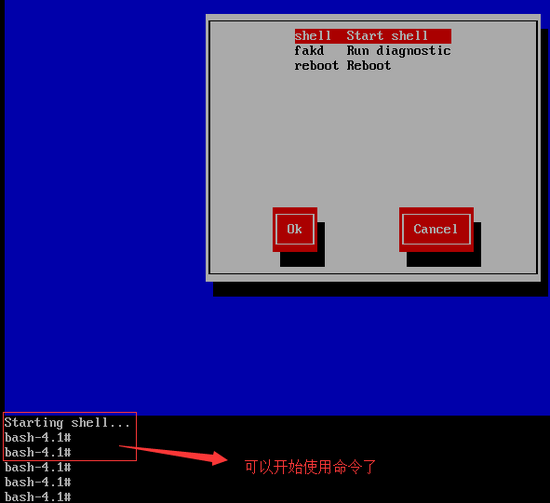 shell Start shell
fakd Run diagnostic
reboot Reboot
Ok Cancel
Starting shell...
bash-4.1#
bash-4.1#
bash-4.1#
bash-4.1#
bash-4.1#
可以开始使用命令了